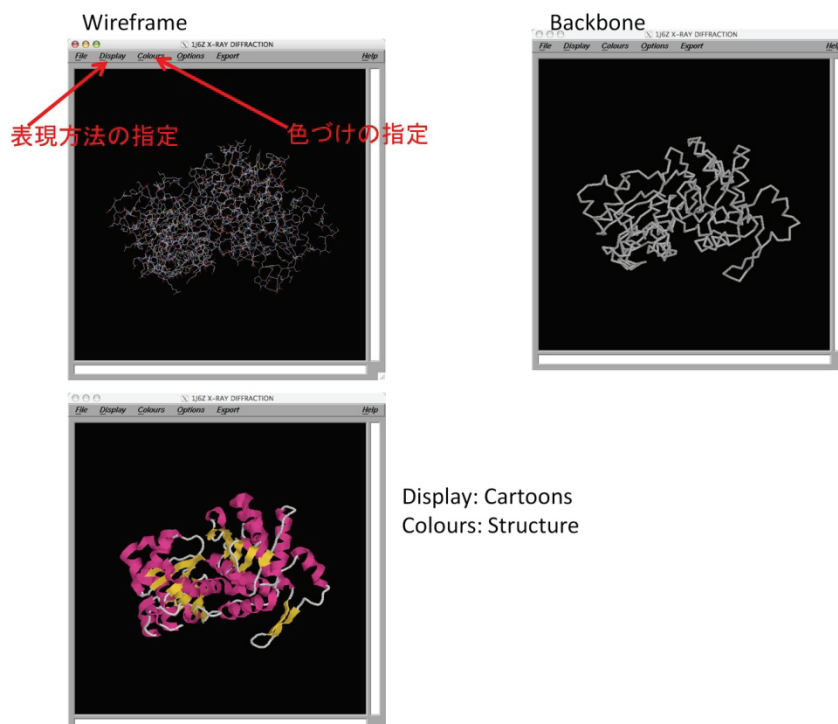 Wireframe
1J6Z X-RAY DIFFRACTION
File Display Colours Options Export Help
表現方法の指定
色づけの指定
Backbone
1J6Z X-RAY DIFFRACTION
File Display Colours Options Export Help
1J6Z X-RAY DIFFRACTION
File Display Colours Options Export Help
Display: Cartoons
Colours: Structure